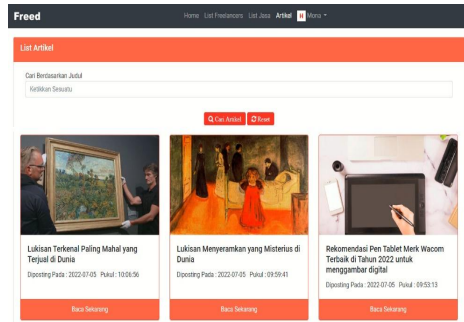 Freed
Home List Freelancers List Jasa Artikel H Mona
List Artikel
Cari Berdasarkan Judul
Ketikkan Sesuatu
Cari Artikel Reset
Lukisan Terkenal Paling Mahal yang
Terjual di Dunia
Diposting Pada : 2022-07-05 Pukul : 10:06:56
Baca Sekarang
Lukisan Menyeramkan yang Misterius di
Dunia
Diposting Pada : 2022-07-05 Pukul : 09:59:41
Baca Sekarang
Rekomendasi Pen Tablet Merk Wacom
Terbaik di Tahun 2022 untuk
menggambar digital
Diposting Pada : 2022-07-05 Pukul : 09:53:13
Baca Sekarang